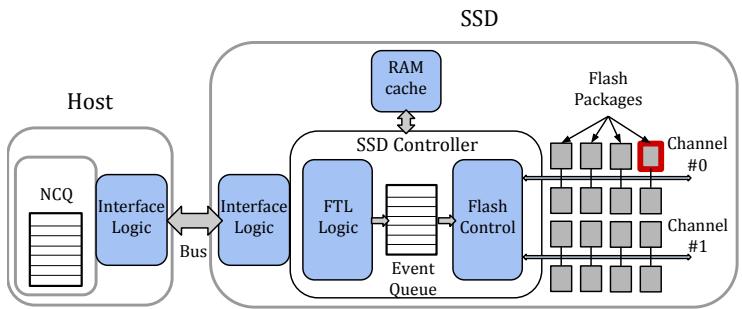 SSD
Host
RAM
cache
Flash
Packages
SSD Controller
Channel
#0
NCQ
Interface
Logic
Interface
Logic
FTL
Logic
Flash
Control
Channel
#1
Bus
Event
Queue